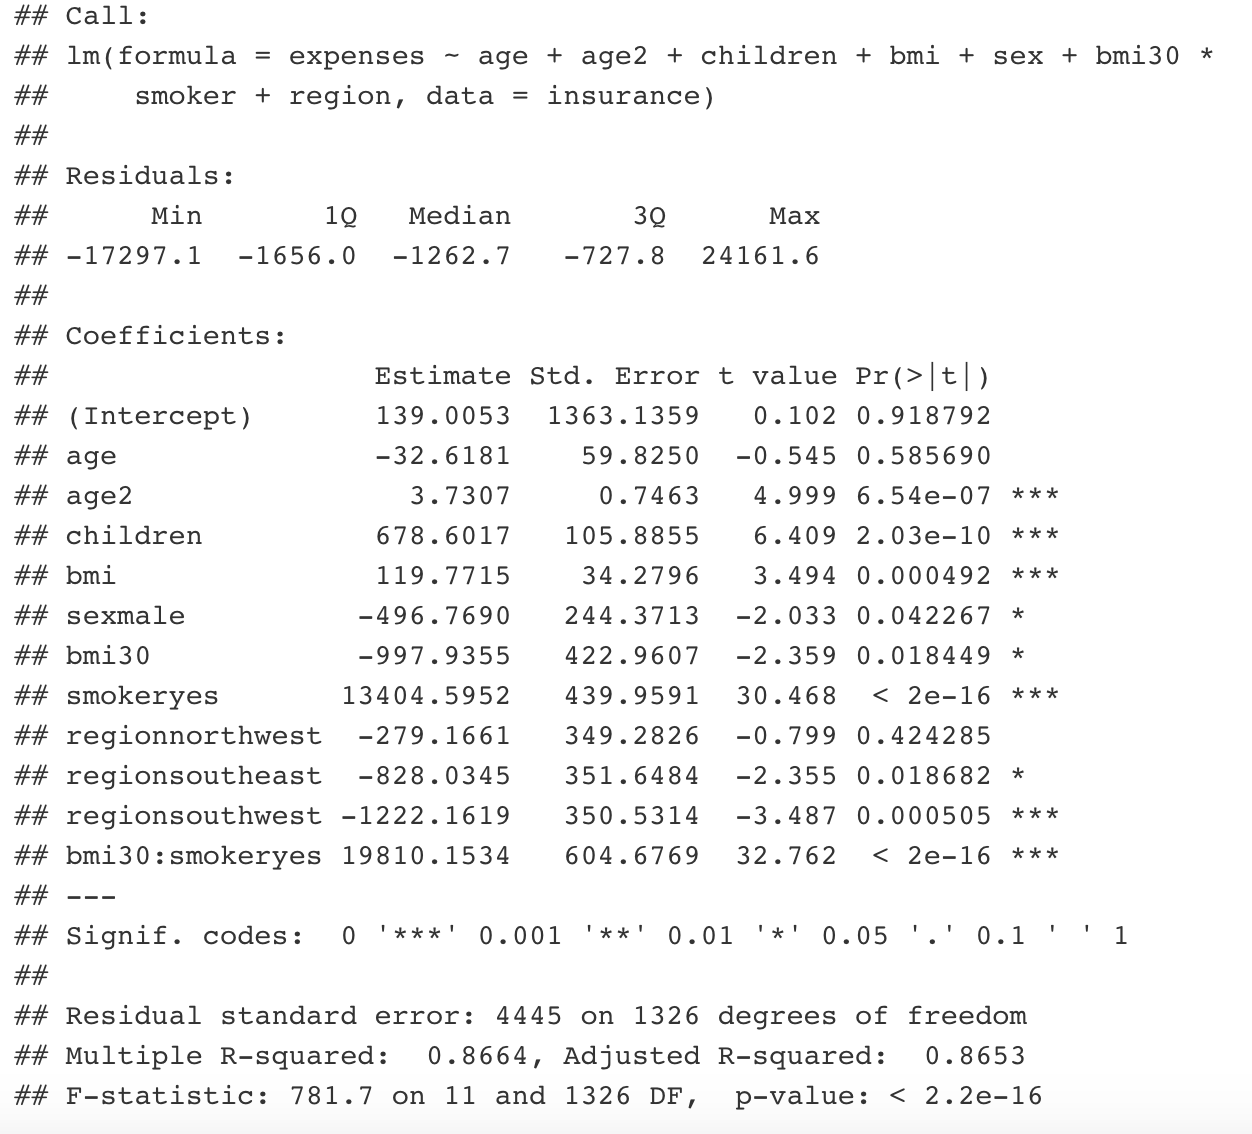 ## Call:
## lm(formula = expenses ~ age + age2 + children + bmi + sex + bmi30 *
##     smoker + region, data = insurance)
##
## Residuals:
##      Min       1Q   Median       3Q      Max
## -17297.1  -1656.0  -1262.7   -727.8  24161.6
##
## Coefficients:
##                   Estimate Std. Error t value Pr(>|t|)
## (Intercept)       139.0053  1363.1359   0.102 0.918792
## age               -32.6181    59.8250  -0.545 0.585690
## age2                3.7307     0.7463   4.999 6.54e-07 ***
## children          678.6017   105.8855   6.409 2.03e-10 ***
## bmi               119.7715    34.2796   3.494 0.000492 ***
## sexmale          -496.7690   244.3713  -2.033 0.042267 *
## bmi30            -997.9355   422.9607  -2.359 0.018449 *
## smokeryes       13404.5952   439.9591  30.468  < 2e-16 ***
## regionnorthwest  -279.1661   349.2826  -0.799 0.424285
## regionsoutheast  -828.0345   351.6484  -2.355 0.018682 *
## regionsouthwest -1222.1619   350.5314  -3.487 0.000505 ***
## bmi30:smokeryes 19810.1534   604.6769  32.762  < 2e-16 ***
## ---
## Signif. codes:  0 '***' 0.001 '**' 0.01 '*' 0.05 '.' 0.1 ' ' 1
##
## Residual standard error: 4445 on 1326 degrees of freedom
## Multiple R-squared:  0.8664, Adjusted R-squared:  0.8653
## F-statistic: 781.7 on 11 and 1326 DF,  p-value: < 2.2e-16